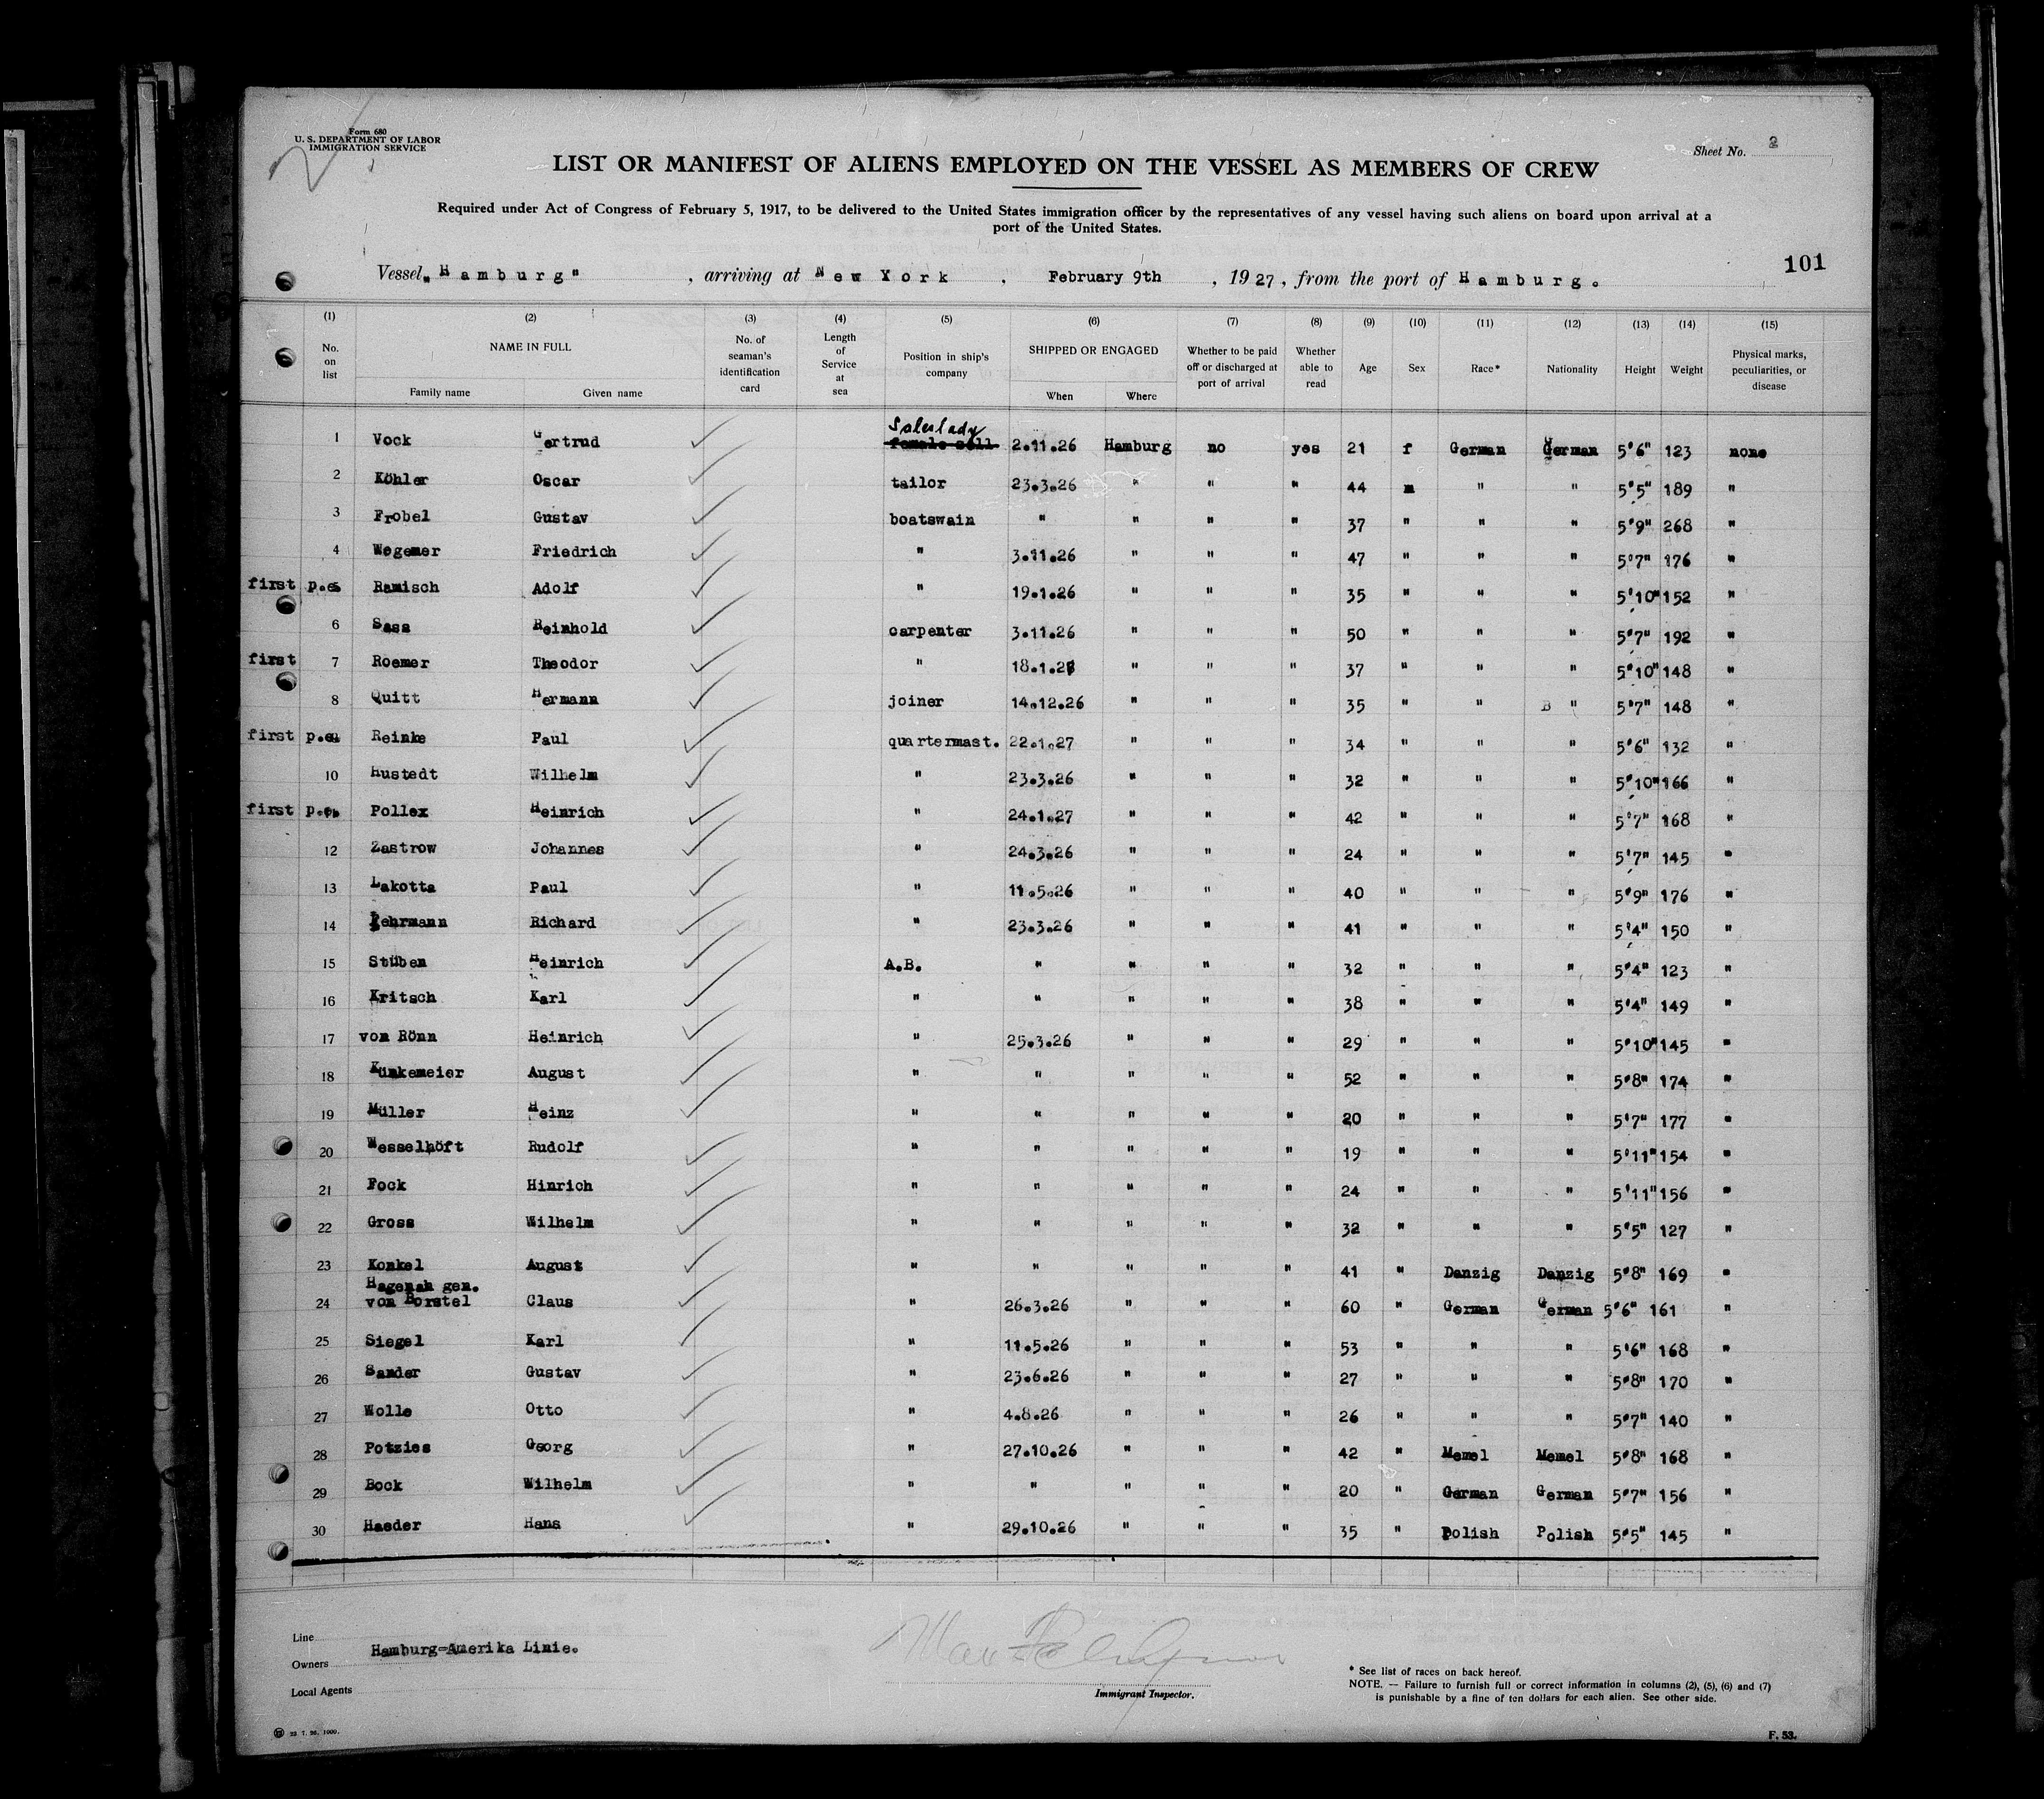 Form 680
U. S. DEPARTMENT OF LABOR
IMMIGRATION SERVICE
Sheet No. 2
LIST OR MANIFEST OF ALIENS EMPLOYED ON THE VESSEL AS MEMBERS OF CREW
Required under Act of Congress of February 5, 1917, to be delivered to the United States immigration officer by the representatives of any vessel having such aliens on board upon arrival at a
port of the United States.
101
Vessel „Hamburg" , arriving at New York , February 9th , 1927, from the port of Hamburg.
(1) (2) (3) (4) (5) (6) (7) (8) (9) (10) (11) (12) (13) (14) (15)
No. on list NAME IN FULL Family name Given name No. of seaman's identification card Length of Service at sea Position in ship's company SHIPPED OR ENGAGED When Where Whether to be paid off or discharged at port of arrival Whether able to read Age Sex Race* Nationality Height Weight Physical marks, peculiarities, or disease
1 Vock Gertrud Saleslady 2.11.26 Hamburg no yes 21 f German German 5'6" 123 none
2 Köhler Oscar tailor 23.3.26 " " " 44 m " " 5'5" 189 "
3 Frobel Gustav boatswain " " " " 37 " " " 5'9" 268 "
4 Wegener Friedrich " 3.11.26 " " " 47 " " " 5'7" 176 "
first p.e. Ramisch Adolf " 19.1.26 " " " 35 " " " 5'10" 152 "
6 Sass Reinhold carpenter 3.11.26 " " " 50 " " " 5'7" 192 "
first 7 Roemer Theodor " 18.1.27 " " " 37 " " " 5'10" 148 "
8 Quitt Hermann joiner 14.12.26 " " " 35 " " B " 5'7" 148 "
first p.e. Reinke Paul quartermast. 22.1.27 " " " 34 " " " 5'6" 132 "
10 Hustedt Wilhelm " 23.3.26 " " " 32 " " " 5'10" 166 "
first p.e. Pollex Heinrich " 24.1.27 " " " 42 " " " 5'7" 168 "
12 Zastrow Johannes " 24.3.26 " " " 24 " " " 5'7" 145 "
13 Lakotta Paul " 11.5.26 " " " 40 " " " 5'9" 176 "
14 Richard " 23.3.26 " " " 41 " " " 5'4" 150 "
15 Stüben Heinrich A.B. " " " " 32 " " " 5'4" 123 "
16 Kritsch Karl " " " " " 38 " " " 5'4" 149 "
17 von Rönn Heinrich " 25.3.26 " " " 29 " " " 5'10" 145 "
18 Künkemeier August " " " " " 52 " " " 5'8" 174 "
19 Müller Heinz " " " " " 20 " " " 5'7" 177 "
20 Wesselhöft Rudolf " " " " " 19 " " " 5'11" 154 "
21 Fock Hinrich " " " " " 24 " " " 5'11" 156 "
22 Gross Wilhelm " " " " " 32 " " " 5'5" 127 "
23 Konkel August " " " " " 41 " Danzig Danzig 5'8" 169 "
Hagenah gen.
24 von Borstel Claus " 26.3.26 " " " 60 " German German 5'6" 161 "
25 Siegel Karl " 11.5.26 " " " 53 " " " 5'6" 168 "
26 Sander Gustav " 23.6.26 " " " 27 " " " 5'8" 170 "
27 Wolle Otto " 4.8.26 " " " 26 " " " 5'7" 140 "
28 Potzies Georg " 27.10.26 " " " 42 " Memel Memel 5'8" 168 "
29 Bock Wilhelm " " " " " 20 " German German 5'7" 156 "
30 Haeder Hans " 29.10.26 " " " 35 " Polish Polish 5'5" 145 "
Line
Owners Hamburg-Amerika Linie.
Local Agents
Immigrant Inspector.
* See list of races on back hereof.
NOTE. — Failure to furnish full or correct information in columns (2), (5), (6) and (7)
is punishable by a fine of ten dollars for each alien. See other side.
23. 7. 26. 1000.
F. 53.